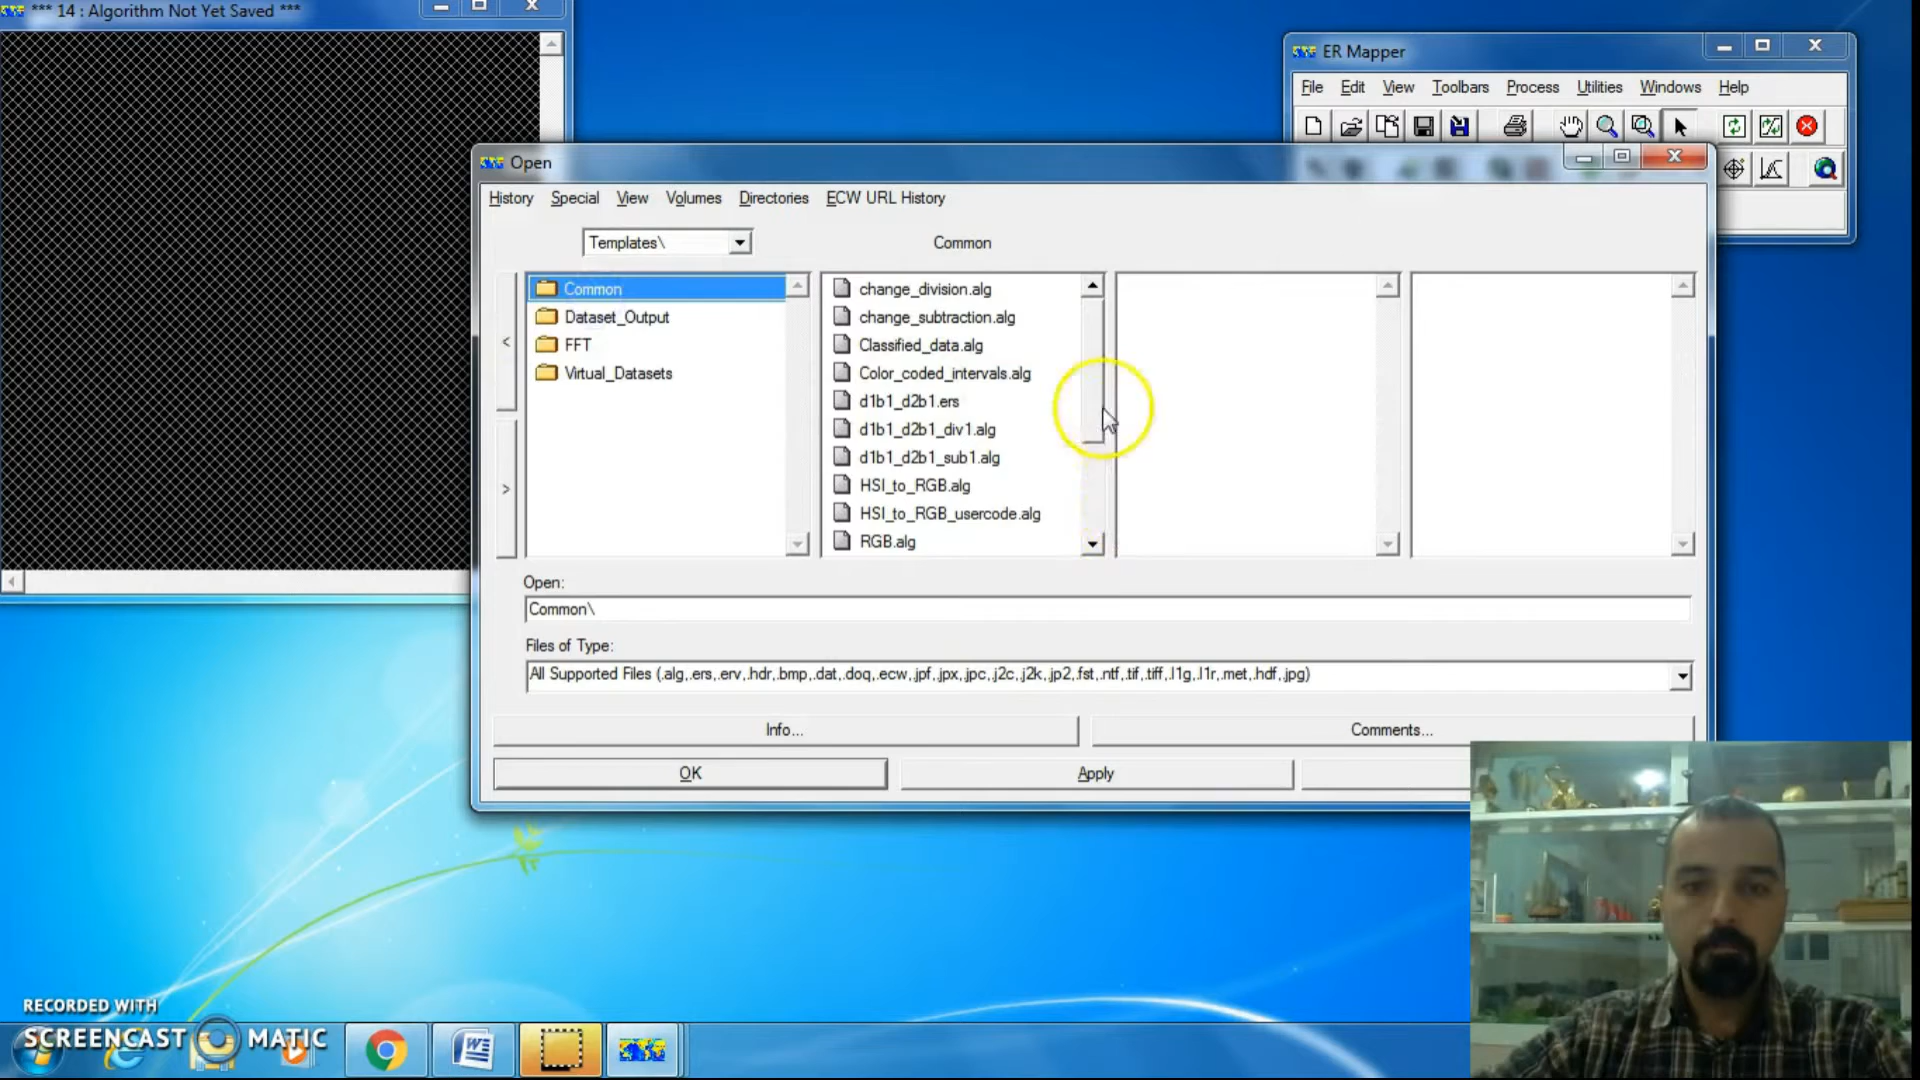 *** 14 : Algorithm Not Yet Saved ***
ER Mapper
File Edit View Toolbars Process Utilities Windows Help
Open
History Special View Volumes Directories ECW URL History
Templates\
Common
Common
Dataset_Output
FFT
Virtual_Datasets
change_division.alg
change_subtraction.alg
Classified_data.alg
Color_coded_intervals.alg
d1b1_d2b1.ers
d1b1_d2b1_div1.alg
d1b1_d2b1_sub1.alg
HSI_to_RGB.alg
HSI_to_RGB_usercode.alg
RGB.alg
<
>
Open:
Common\
Files of Type:
All Supported Files (.alg,.ers,.erv,.hdr,.bmp,.dat,.doq,.ecw,.jpf,.jpx,.jpc,.j2c,.j2k,.jp2,.fst,.ntf,.tif,.tiff,.l1g,.l1r,.met,.hdf,.jpg)
Info...
Comments...
OK
Apply
RECORDED WITH
SCREENCAST MATIC